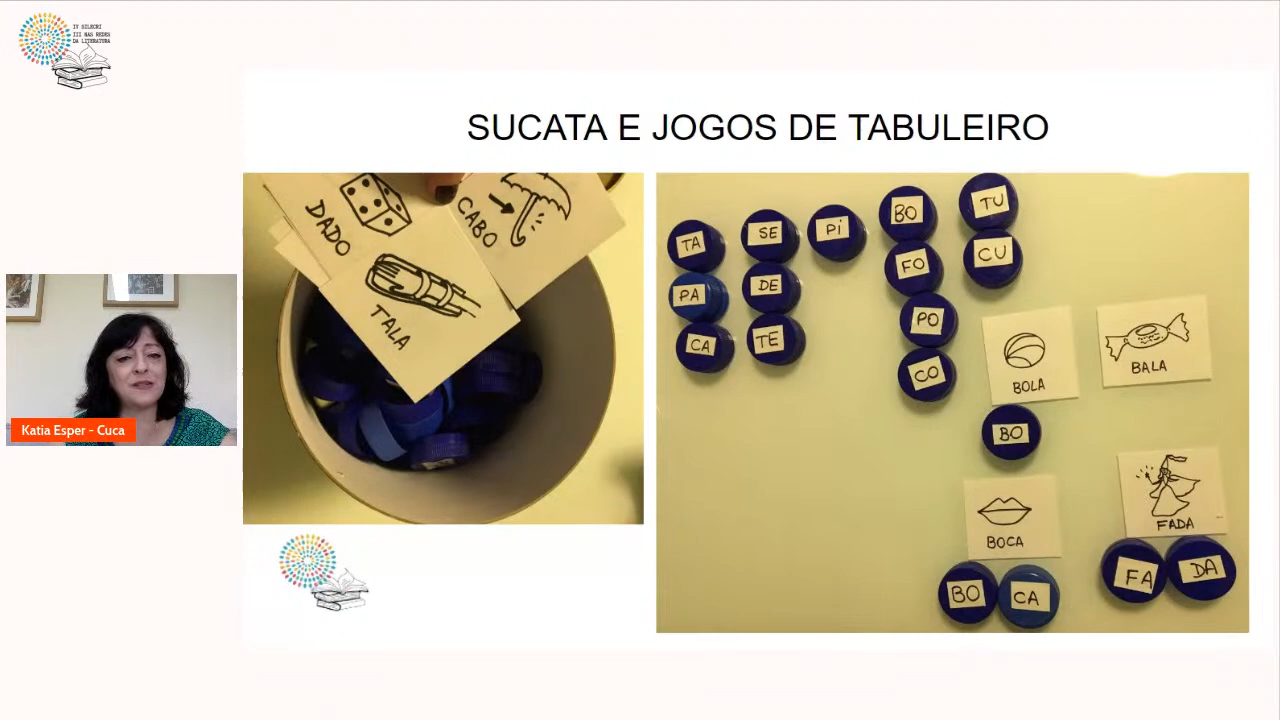 IV SILECRI
III NAS REDES
DA LITERATURA
SUCATA E JOGOS DE TABULEIRO
DADO
CABO
TALA
TA
PA
CA
SE
DE
TE
Pi
BO
FO
PO
CO
TU
CU
BOLA
BALA
BO
BOCA
BO CA
FADA
FA DA
Katia Esper - Cuca